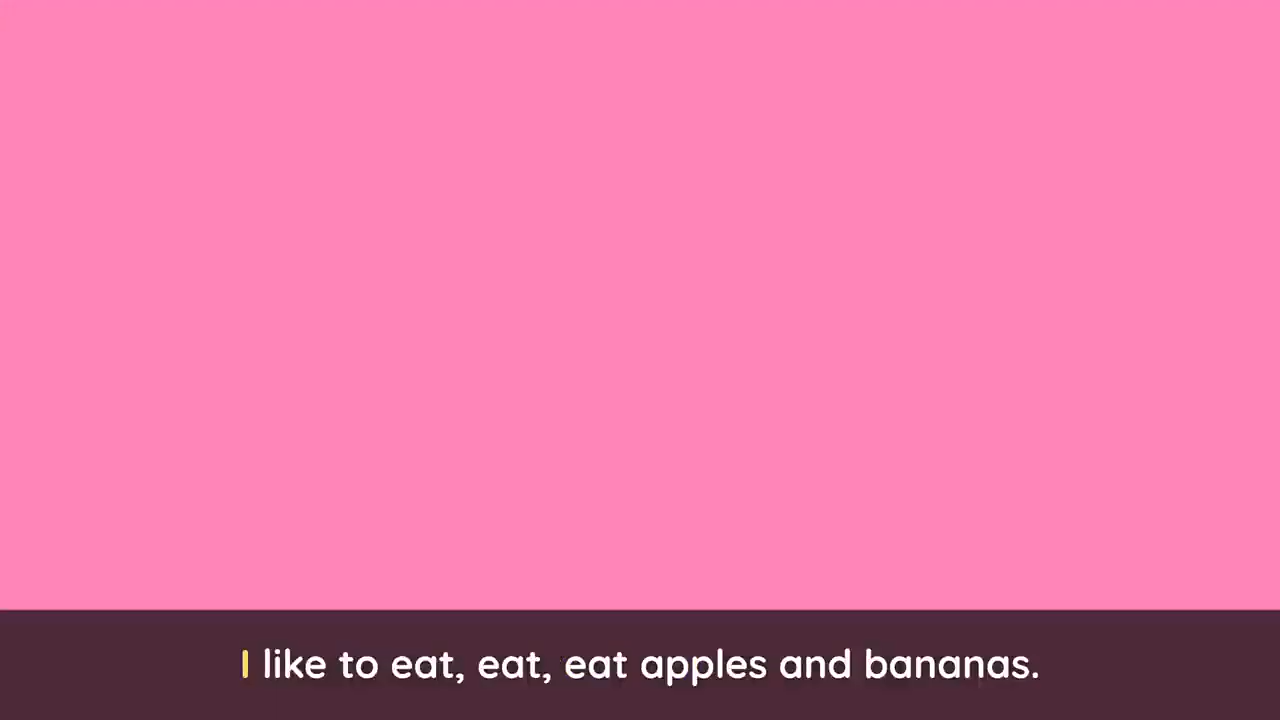 I like to eat, eat, eat apples and bananas.